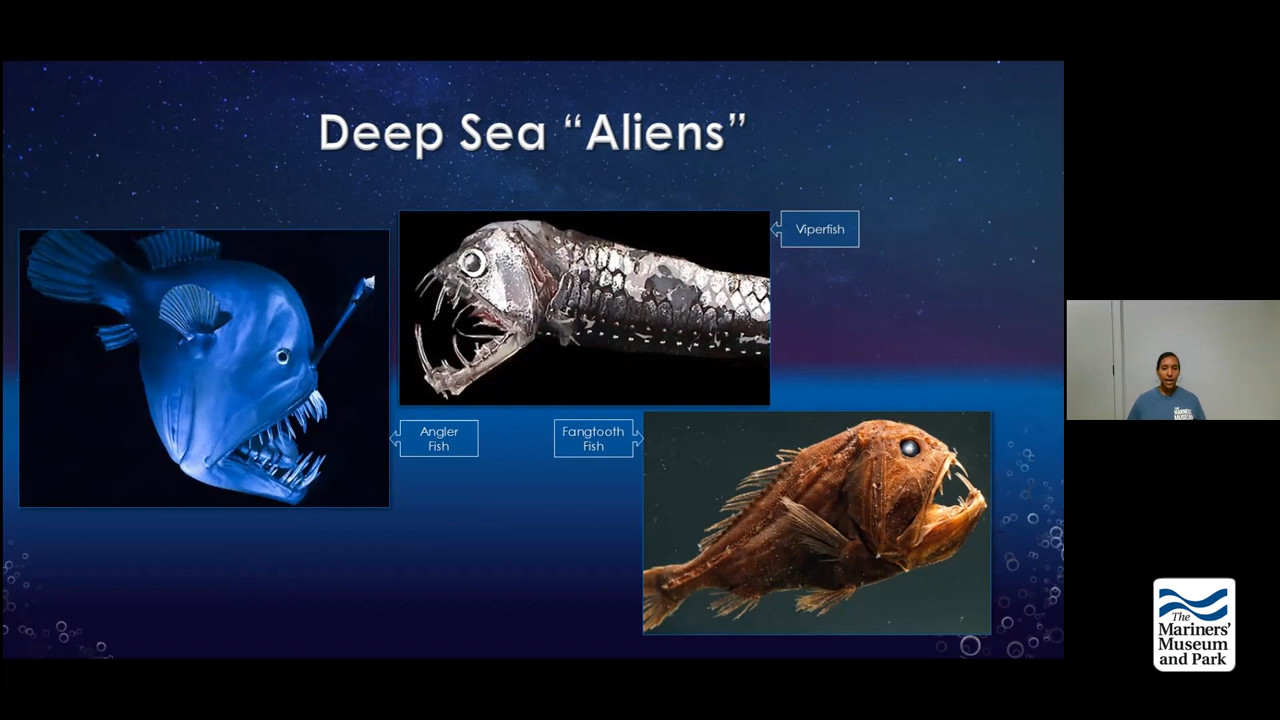 Deep Sea “Aliens”
Viperfish
Angler
Fish
Fangtooth
Fish
The
Mariners’
Museum
and Park